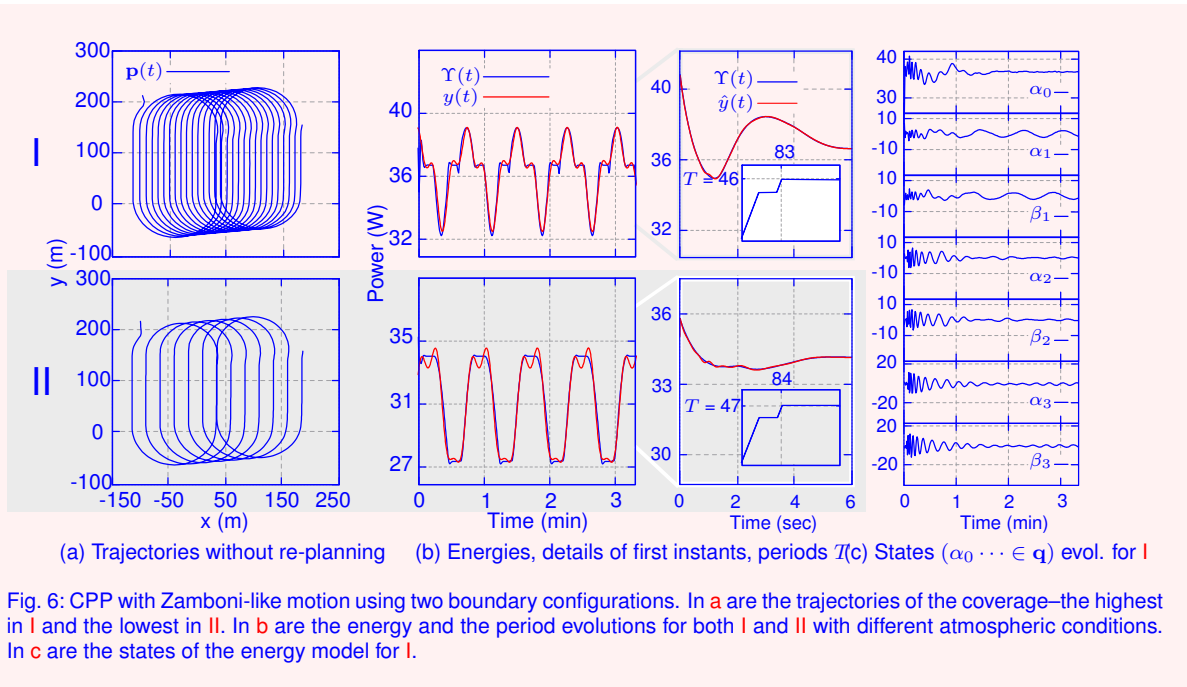 I
y (m)
300
200
100
0
-100
p(t)
Power (W)
39
36
32
Υ(t)
y(t)
40
36
32
Υ(t)
ŷ(t)
83
T = 46
40
30
α0
10
-10
α1
10
-10
β1
10
-10
α2
10
-10
β2
20
-20
α3
20
-20
β3
0 1 2 3
Time (min)
II
300
200
100
0
-100
-150 -50 50 150 250
x (m)
35
31
27
0 1 2 3
Time (min)
36
33
30
84
T = 47
0 2 4 6
Time (sec)
(a) Trajectories without re-planning
(b) Energies, details of first instants, periods T
(c) States (α0 · · · ∈ q) evol. for I
Fig. 6: CPP with Zamboni-like motion using two boundary configurations. In a are the trajectories of the coverage–the highest
in I and the lowest in II. In b are the energy and the period evolutions for both I and II with different atmospheric conditions.
In c are the states of the energy model for I.